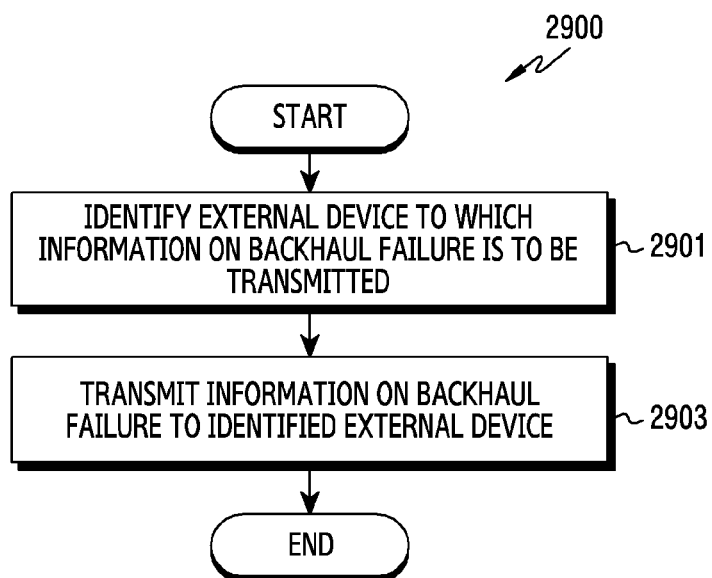 2900
START
IDENTIFY EXTERNAL DEVICE TO WHICH
INFORMATION ON BACKHAUL FAILURE IS TO BE
TRANSMITTED
2901
TRANSMIT INFORMATION ON BACKHAUL
FAILURE TO IDENTIFIED EXTERNAL DEVICE
2903
END